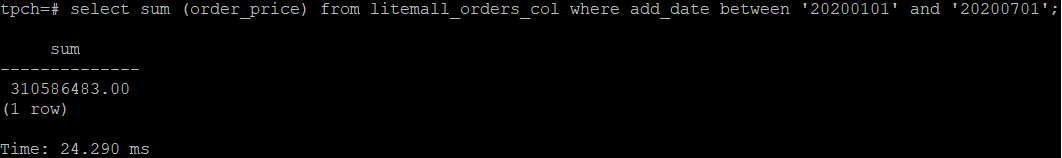 tpch=# select sum (order_price) from litemall_orders_col where add_date between '20200101' and '20200701';
sum
--------------
310586483.00
(1 row)
Time: 24.290 ms